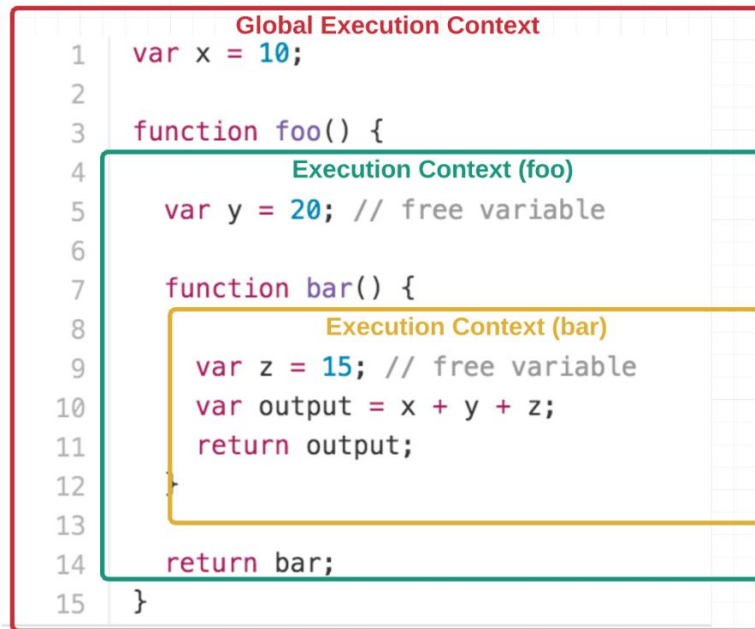 Global Execution Context
1 var x = 10;
2
3 function foo() {
4 Execution Context (foo)
5 var y = 20; // free variable
6
7 function bar() {
8 Execution Context (bar)
9 var z = 15; // free variable
10 var output = x + y + z;
11 return output;
12 }
13
14 return bar;
15 }